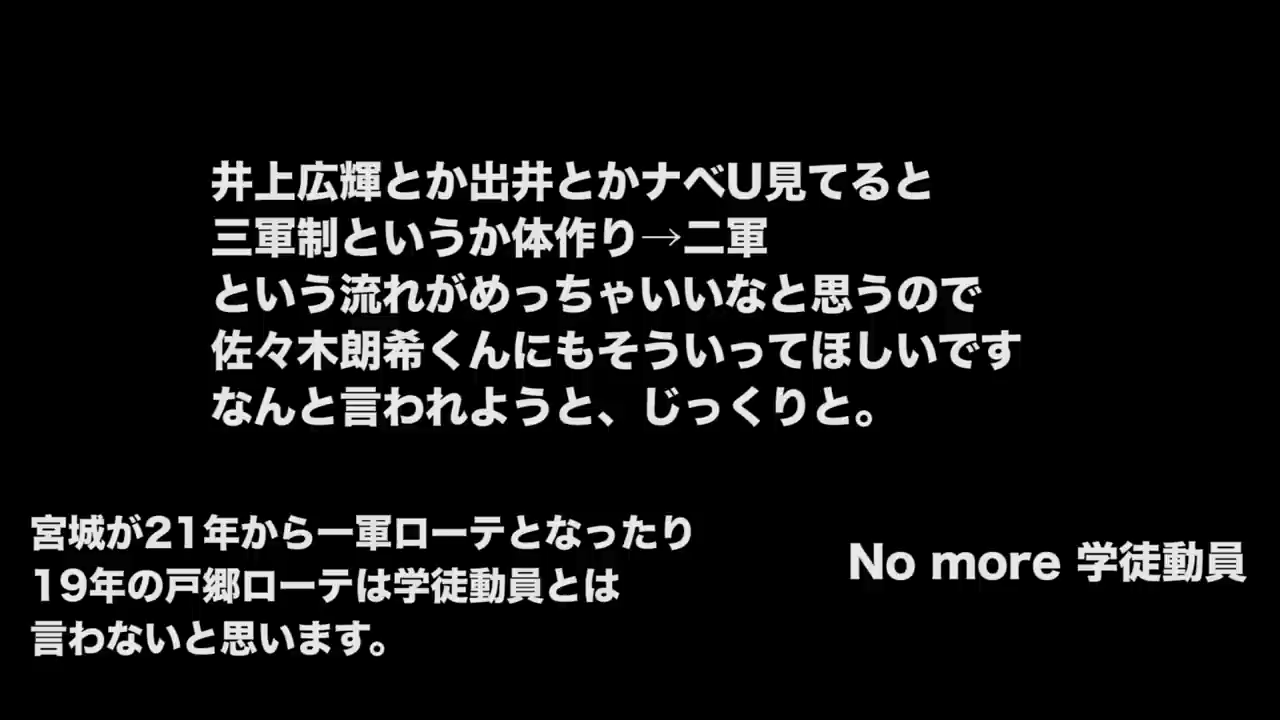 井上広輝とか出井とかナベU見てると
三軍制というか体作り→二軍
という流れがめっちゃいいなと思うので
佐々木朗希くんにもそういってほしいです
なんと言われようと、じっくりと。
宮城が21年から一軍ローテとなったり
19年の戸郷ローテは学徒動員とは
言わないと思います。
No more 学徒動員